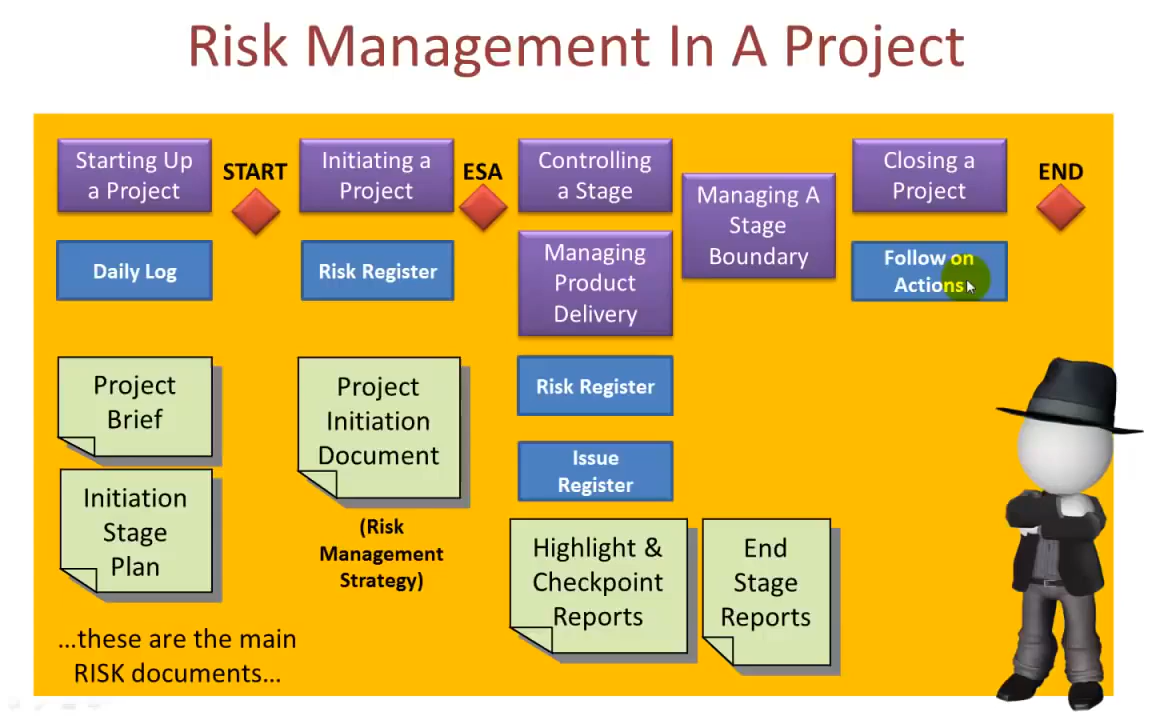 Risk Management In A Project
Starting Up
a Project
START
Initiating a
Project
ESA
Controlling
a Stage
Managing A
Stage
Boundary
Closing a
Project
END
Daily Log
Risk Register
Managing
Product
Delivery
Follow on
Actions
Project
Brief
Project
Initiation
Document
Risk Register
Issue
Register
Initiation
Stage
Plan
(Risk
Management
Strategy)
Highlight &
Checkpoint
Reports
End
Stage
Reports
...these are the main
RISK documents...